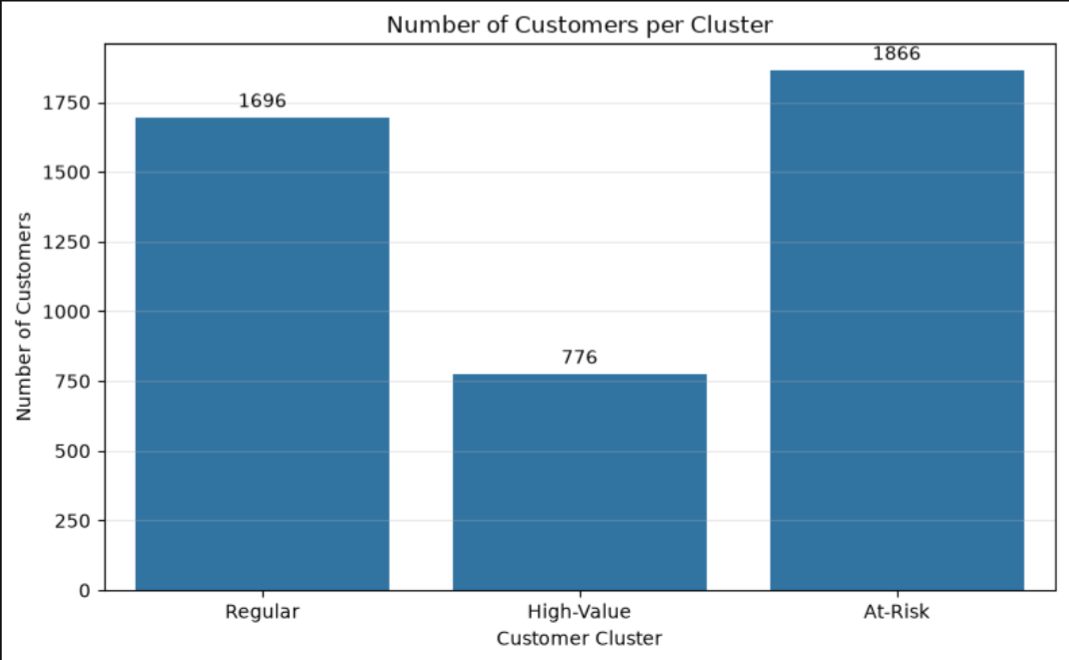 Number of Customers per Cluster
1866
1696
776
1750
1500
1250
1000
750
500
250
0
Number of Customers
Regular High-Value At-Risk
Customer Cluster